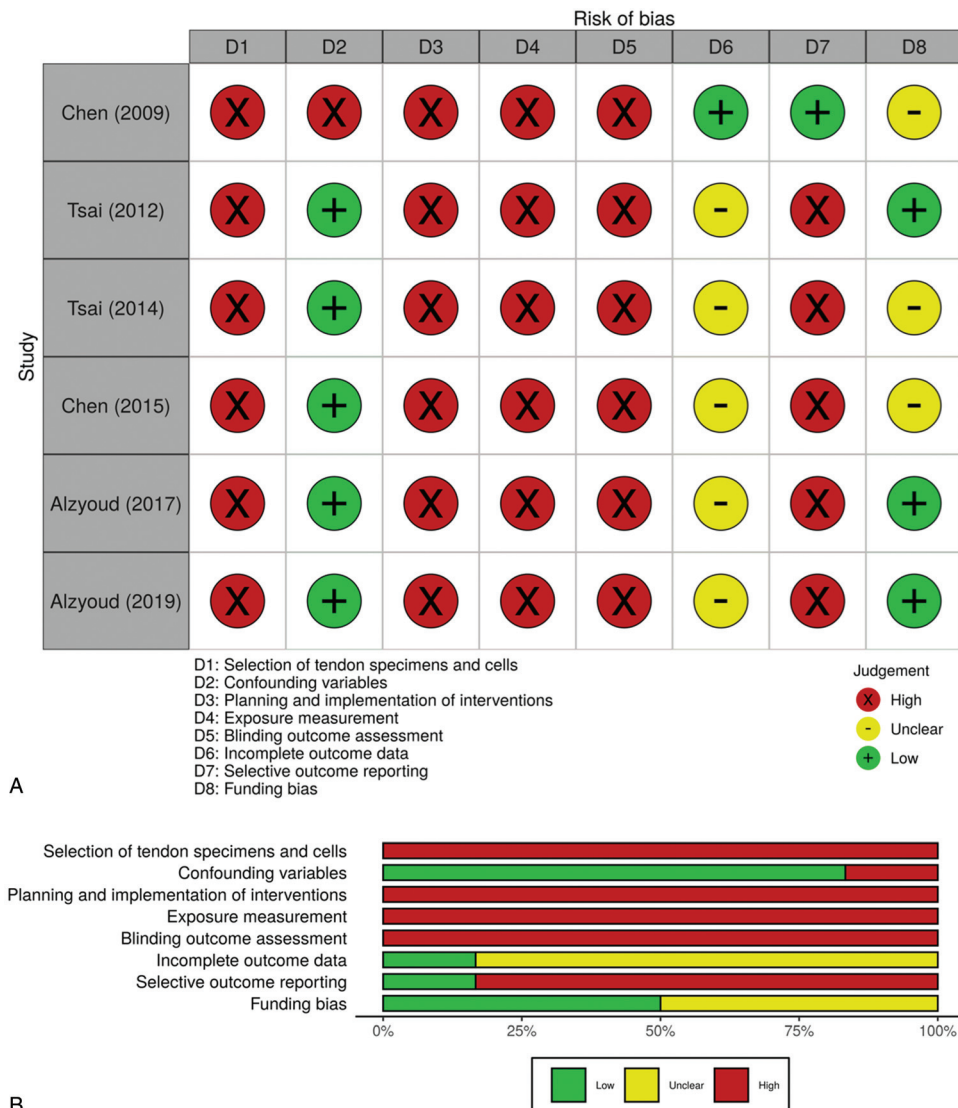 Risk of bias
D1 D2 D3 D4 D5 D6 D7 D8
Study
Chen (2009) X X X X X + + -
Tsai (2012) X + X X X - X +
Tsai (2014) X + X X X - X -
Chen (2015) X + X X X - X -
Alzyoud (2017) X + X X X - X +
Alzyoud (2019) X + X X X - X +
D1: Selection of tendon specimens and cells
D2: Confounding variables
D3: Planning and implementation of interventions
D4: Exposure measurement
D5: Blinding outcome assessment
D6: Incomplete outcome data
D7: Selective outcome reporting
D8: Funding bias
Judgement
X High
- Unclear
+ Low
A
Selection of tendon specimens and cells
Confounding variables
Planning and implementation of interventions
Exposure measurement
Blinding outcome assessment
Incomplete outcome data
Selective outcome reporting
Funding bias
0% 25% 50% 75% 100%
Low Unclear High
B